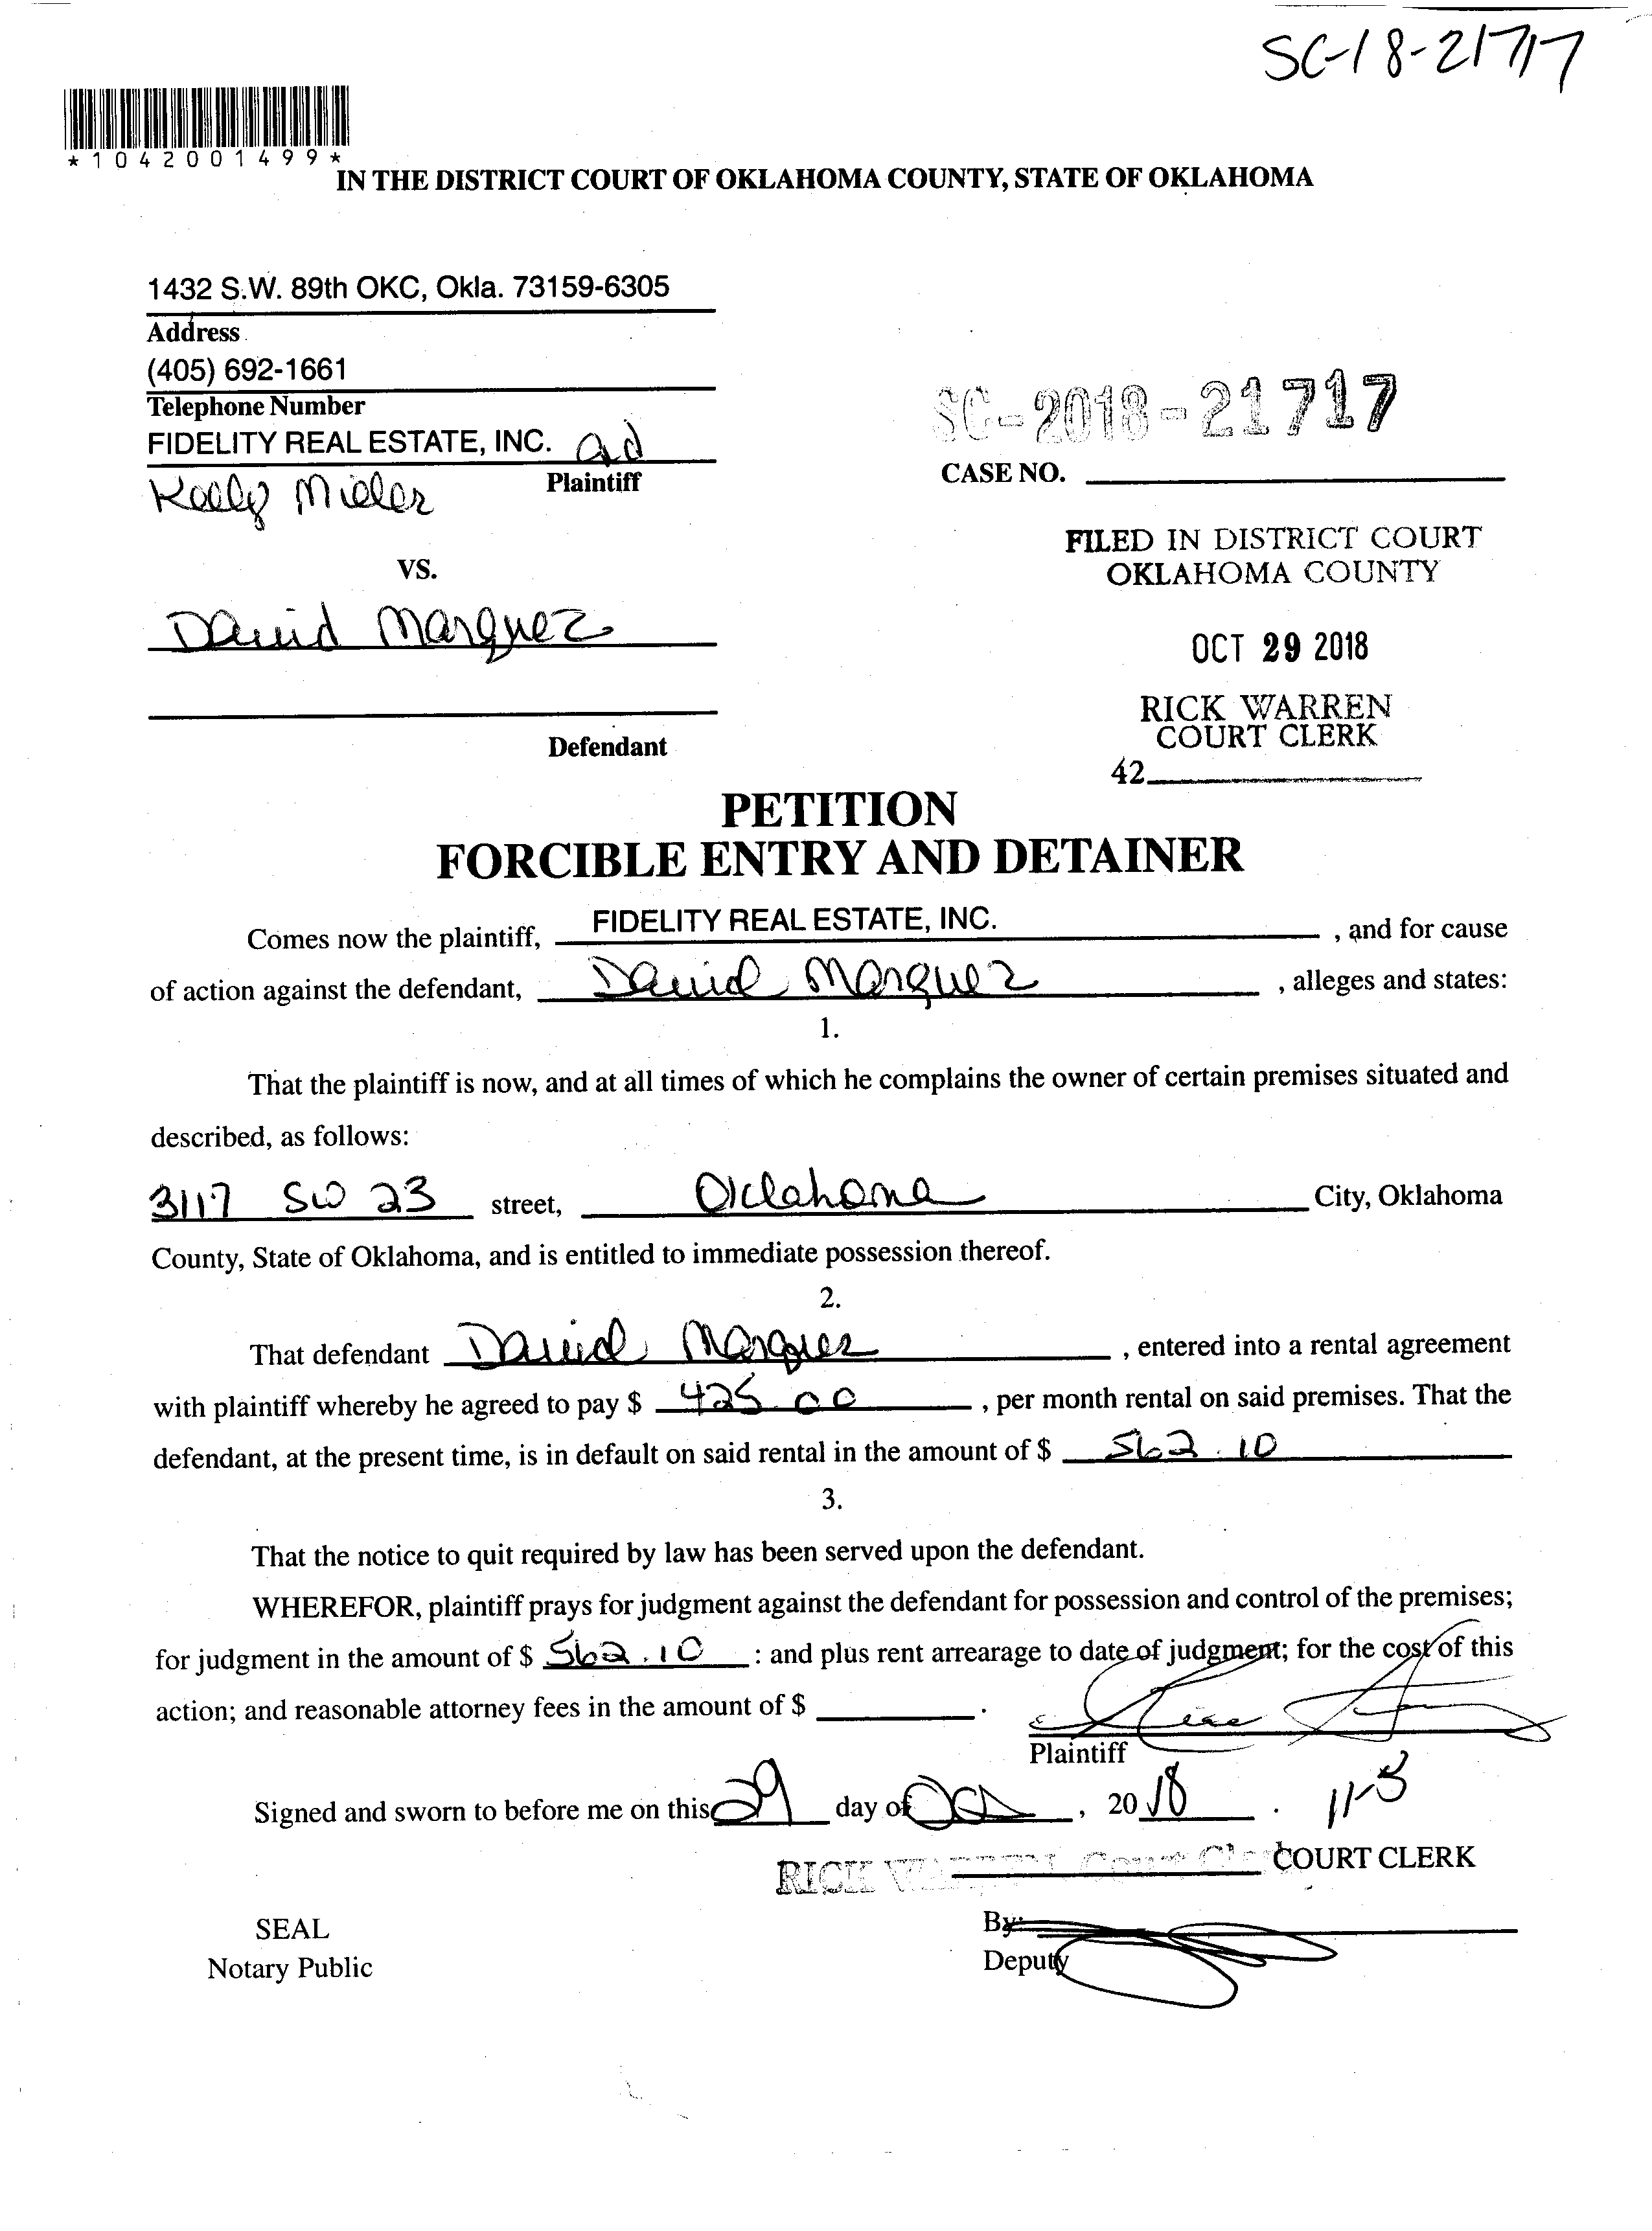 SC-18-21717
*1042001499*
IN THE DISTRICT COURT OF OKLAHOMA COUNTY, STATE OF OKLAHOMA
1432 S.W. 89th OKC, Okla. 73159-6305
Address
(405) 692-1661
Telephone Number
FIDELITY REAL ESTATE, INC. ad
Plaintiff
Kelly Miller
SC-2018-21717
CASE NO.
FILED IN DISTRICT COURT
OKLAHOMA COUNTY
VS.
David Marquez
OCT 29 2018
RICK WARREN
COURT CLERK
Defendant
42
PETITION
FORCIBLE ENTRY AND DETAINER
Comes now the plaintiff, FIDELITY REAL ESTATE, INC. , and for cause
of action against the defendant, David Marquez , alleges and states:
1.
That the plaintiff is now, and at all times of which he complains the owner of certain premises situated and
described, as follows:
3117 SW 23 street, Oklahoma City, Oklahoma
County, State of Oklahoma, and is entitled to immediate possession thereof.
2.
That defendant David Marquez , entered into a rental agreement
with plaintiff whereby he agreed to pay $ 425.00 , per month rental on said premises. That the
defendant, at the present time, is in default on said rental in the amount of $ 562.10
3.
That the notice to quit required by law has been served upon the defendant.
WHEREFOR, plaintiff prays for judgment against the defendant for possession and control of the premises;
for judgment in the amount of $ 562.10 : and plus rent arrearage to date of judgment; for the cost of this
action; and reasonable attorney fees in the amount of $ .
Plaintiff
Signed and sworn to before me on this 29 day of Oct , 2018 . 11-5
RICK WARREN, Court Clerk COURT CLERK
SEAL
By:
Notary Public
Deputy